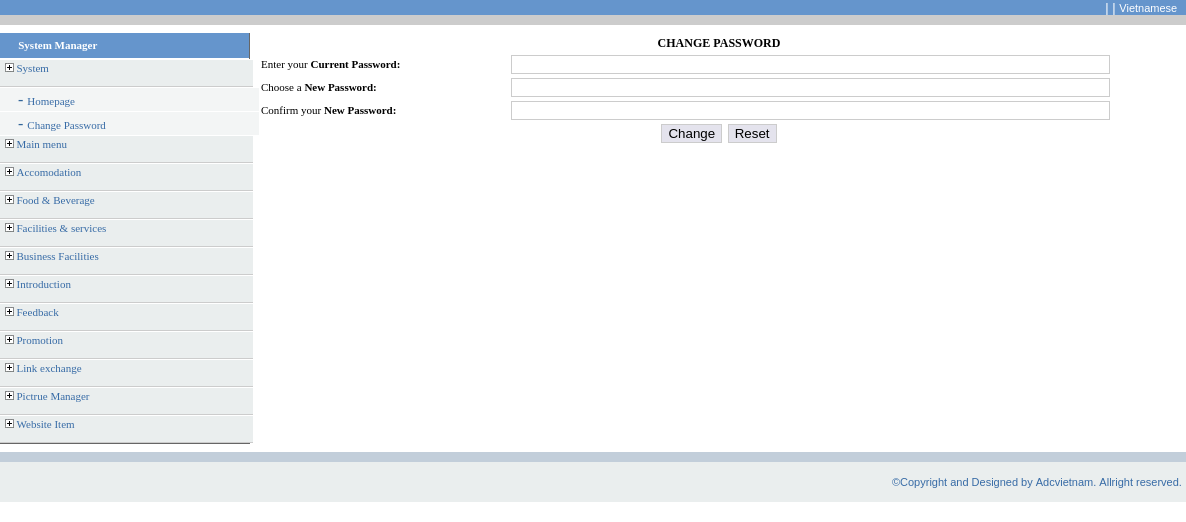 | | Vietnamese
System Manager
CHANGE PASSWORD
System
Enter your Current Password:
Choose a New Password:
- Homepage
Confirm your New Password:
- Change Password
Change Reset
Main menu
Accomodation
Food & Beverage
Facilities & services
Business Facilities
Introduction
Feedback
Promotion
Link exchange
Pictrue Manager
Website Item
©Copyright and Designed by Adcvietnam. Allright reserved.